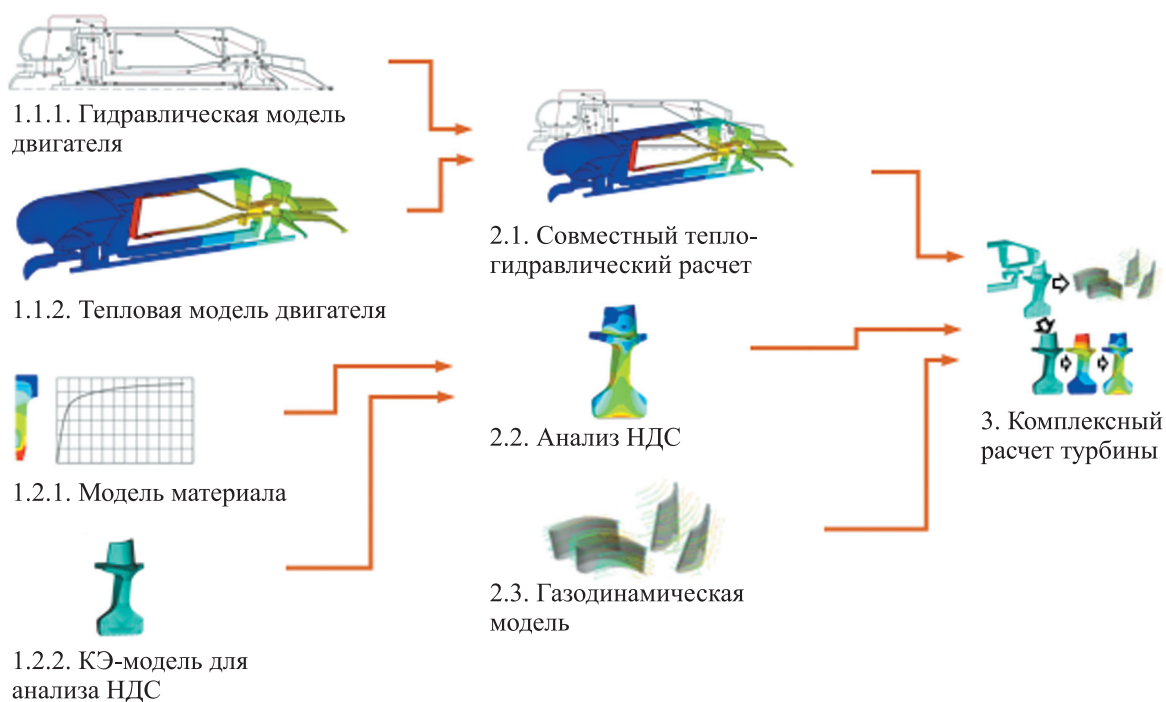 1.1.1. Гидравлическая модель
двигателя
1.1.2. Тепловая модель двигателя
1.2.1. Модель материала
1.2.2. КЭ-модель для
анализа НДС
2.1. Совместный тепло-
гидравлический расчет
2.2. Анализ НДС
2.3. Газодинамическая
модель
3. Комплексный
расчет турбины